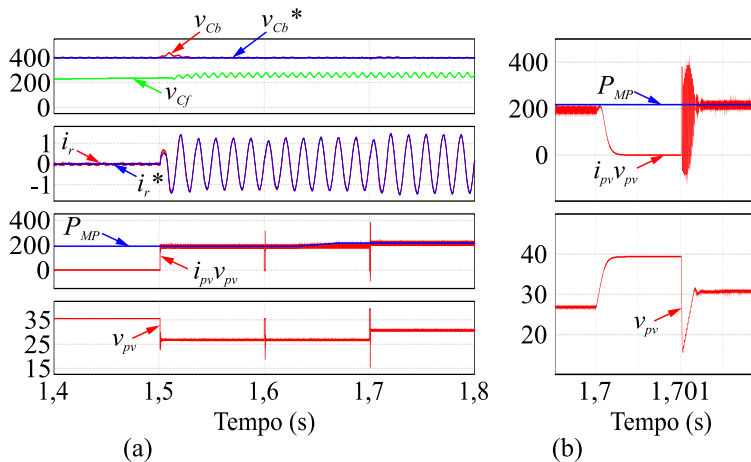 v_Cb v_Cb*
400
200
0
v_Cf
1
0
-1
i_r
i_r*
400
200
0
P_MP
i_pv v_pv
35
25
15
v_pv
1,4 1,5 1,6 1,7 1,8
Tempo (s)
(a)
400
200
0
P_MP
i_pv v_pv
40
30
20
v_pv
1,7 1,701
Tempo (s)
(b)